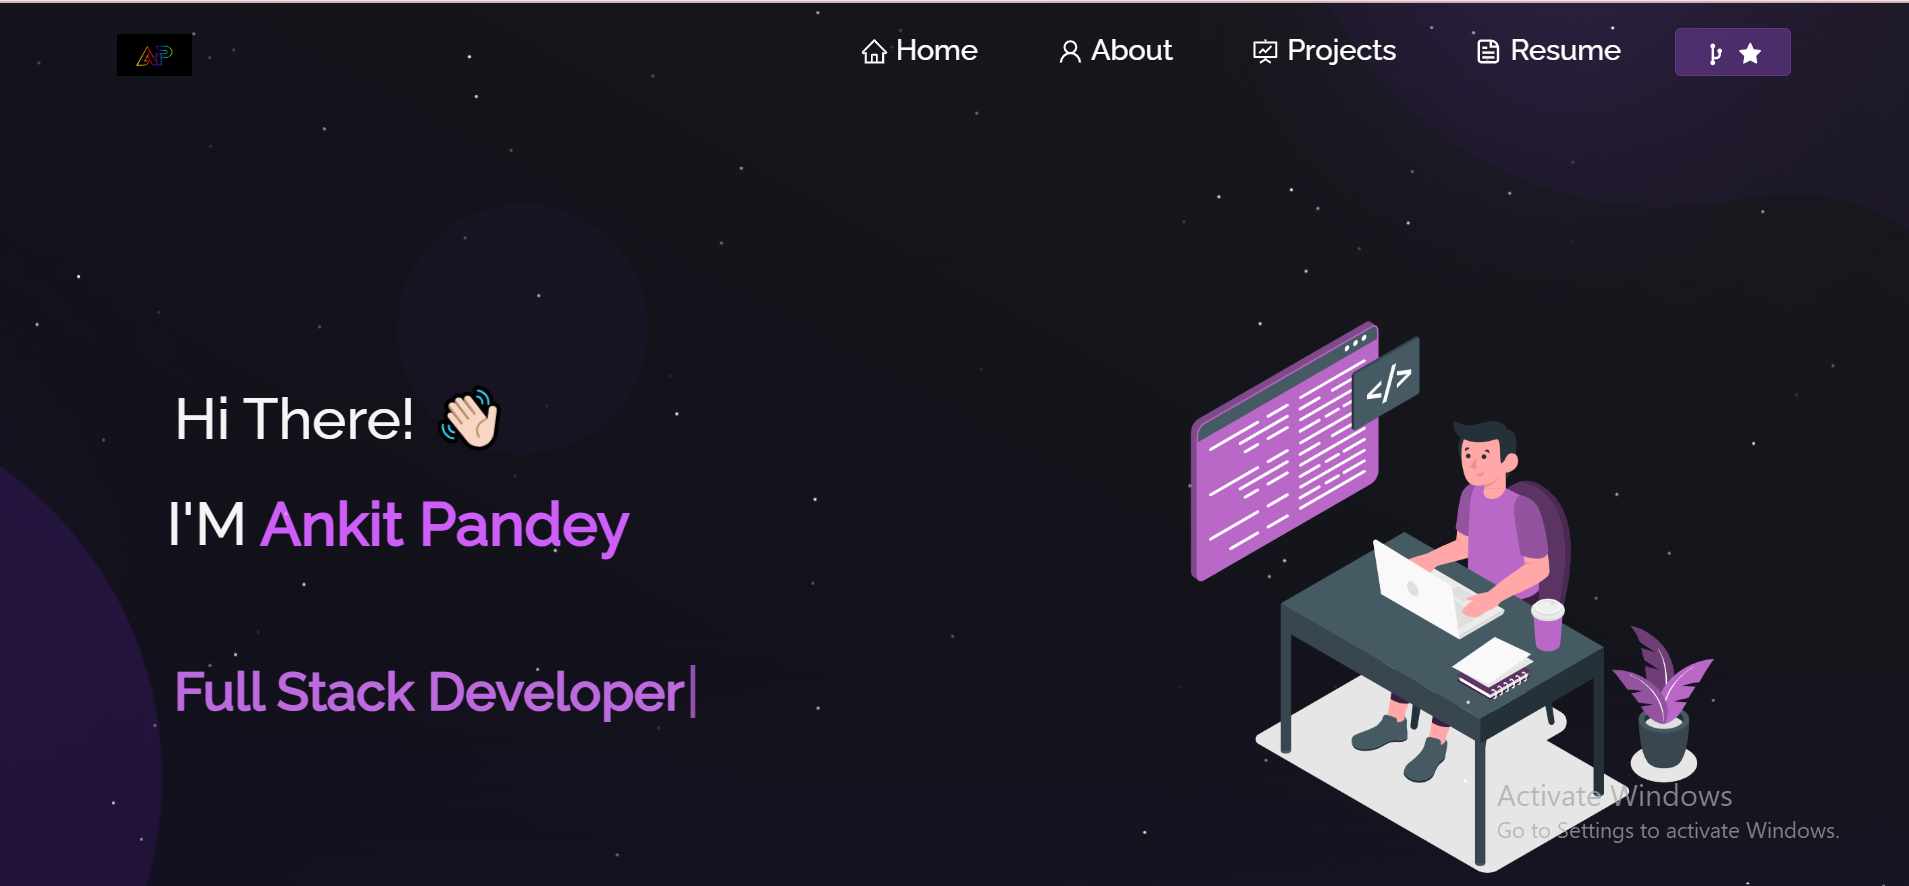 AP
Home
About
Projects
Resume
Hi There! 👋🏻
I'M Ankit Pandey
Full Stack Developer|
</>
Activate Windows
Go to Settings to activate Windows.